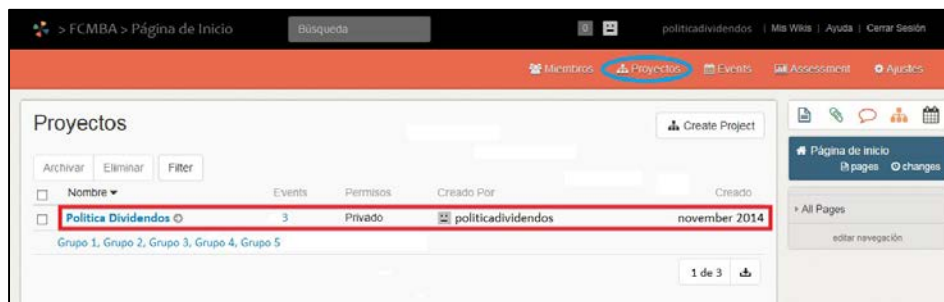 > FCMBA > Página de Inicio Búsqueda 0 politicadividendos | Mis Wikis | Ayuda | Cerrar Sesión
Miembros Proyectos Events Assessment Ajustes
Proyectos Create Project
Página de inicio
pages changes
Archivar Eliminar Filter
Nombre Events Permisos Creado Por Creado
All Pages
Politica Dividendos 3 Privado politicadividendos november 2014
editar navegación
Grupo 1, Grupo 2, Grupo 3, Grupo 4, Grupo 5
1 de 3